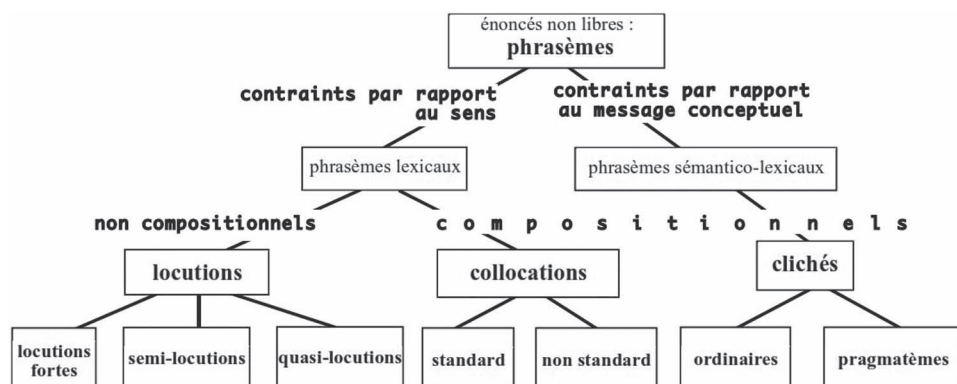 énoncés non libres :
phrasèmes
contraints par rapport
au sens
contraints par rapport
au message conceptuel
phrasèmes lexicaux
phrasèmes sémantico-lexicaux
non compositionnels
c o m p o s i t i o n n e l s
locutions
collocations
clichés
locutions
fortes
semi-locutions
quasi-locutions
standard
non standard
ordinaires
pragmatèmes